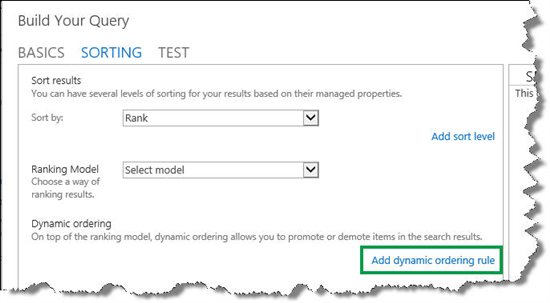 Build Your Query
BASICS SORTING TEST
Sort results
You can have several levels of sorting for your results based on their managed properties.
Sort by: Rank
Add sort level
Ranking Model Select model
Choose a way of
ranking results.
Dynamic ordering
On top of the ranking model, dynamic ordering allows you to promote or demote items in the search results.
Add dynamic ordering rule
This